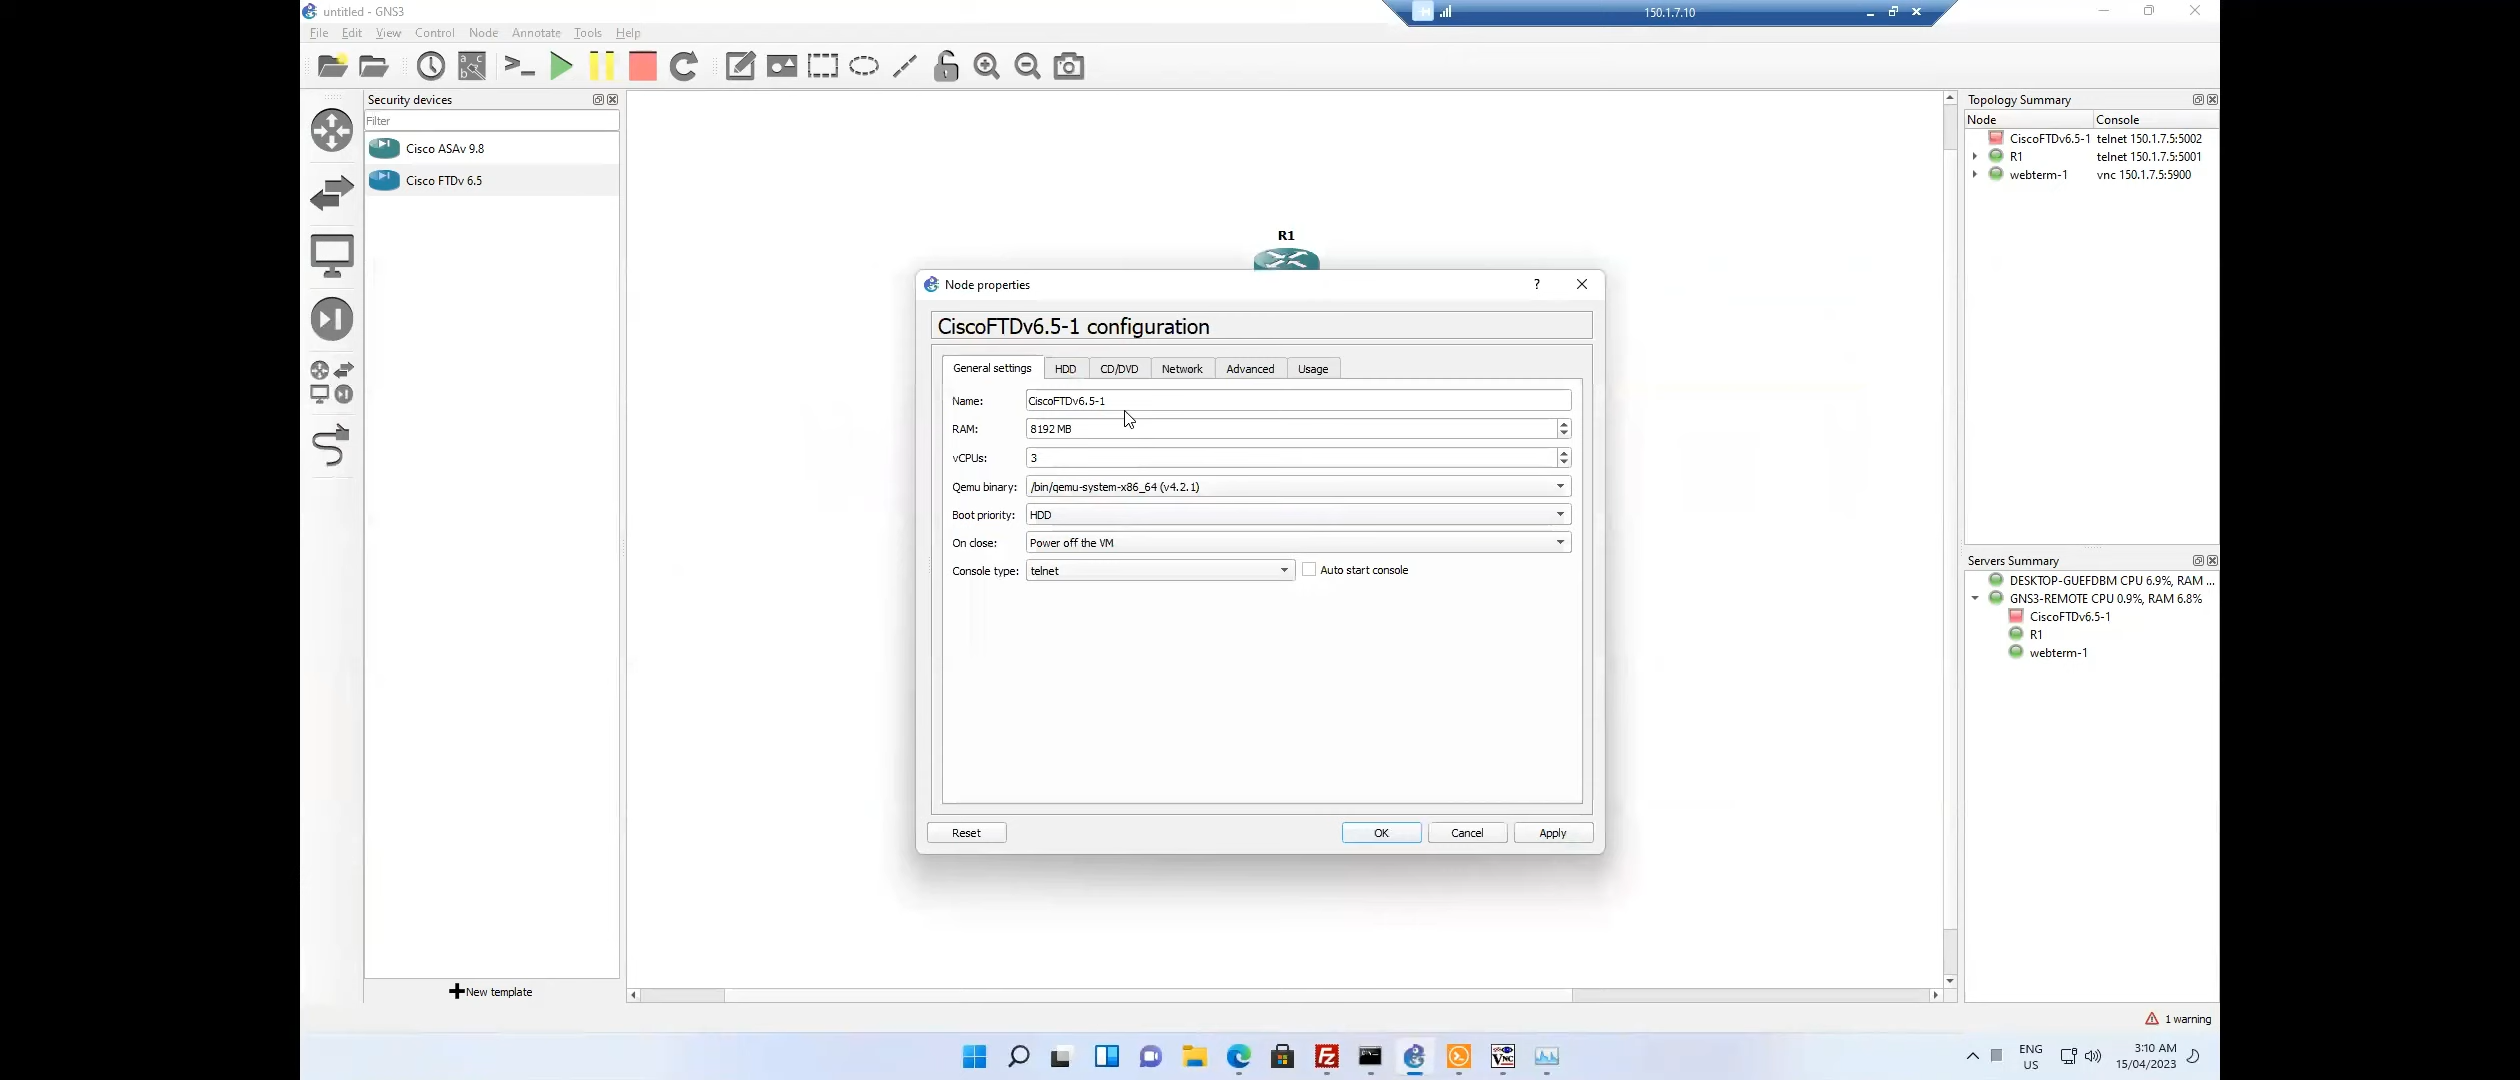 untitled - GNS3
150.1.7.10
File Edit View Control Node Annotate Tools Help
Security devices
Filter
Cisco ASAv 9.8
Cisco FTDv 6.5
New template
R1
Node properties
?
CiscoFTDv6.5-1 configuration
General settings HDD CD/DVD Network Advanced Usage
Name: CiscoFTDv6.5-1
RAM: 8192 MB
vCPUs: 3
Qemu binary: /bin/qemu-system-x86_64 (v4.2.1)
Boot priority: HDD
On close: Power off the VM
Console type: telnet Auto start console
Reset OK Cancel Apply
Topology Summary
Node Console
CiscoFTDv6.5-1 telnet 150.1.7.5:5002
R1 telnet 150.1.7.5:5001
webterm-1 vnc 150.1.7.5:5900
Servers Summary
DESKTOP-GUEFDBM CPU 6.9%, RAM ...
GNS3-REMOTE CPU 0.9%, RAM 6.8%
CiscoFTDv6.5-1
R1
webterm-1
1 warning
ENG
US
3:10 AM
15/04/2023